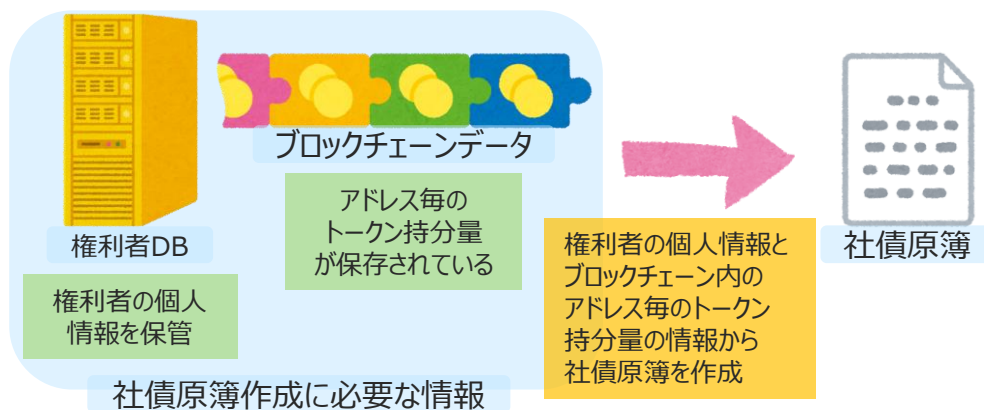 ブロックチェーンデータ
権利者DB
アドレス毎の
トークン持分量
が保存されている
権利者の個人
情報を保管
社債原簿作成に必要な情報
権利者の個人情報と
ブロックチェーン内の
アドレス毎のトークン
持分量の情報から
社債原簿を作成
社債原簿